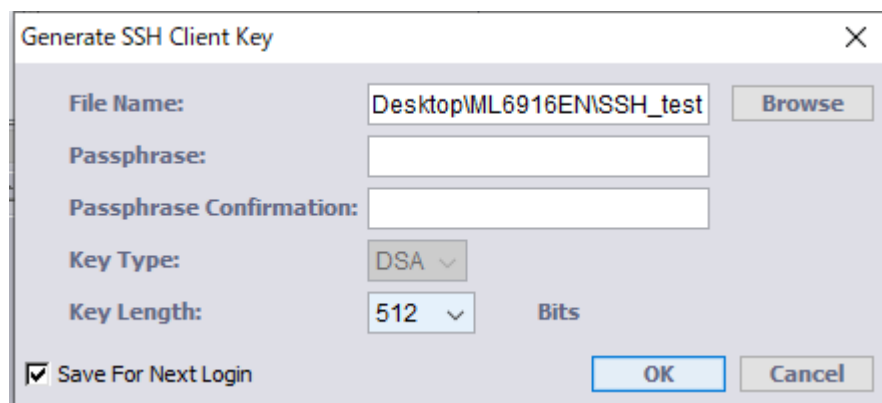 Generate SSH Client Key
File Name: Desktop\ML6916EN\SSH_test Browse
Passphrase:
Passphrase Confirmation:
Key Type: DSA
Key Length: 512 Bits
Save For Next Login OK Cancel